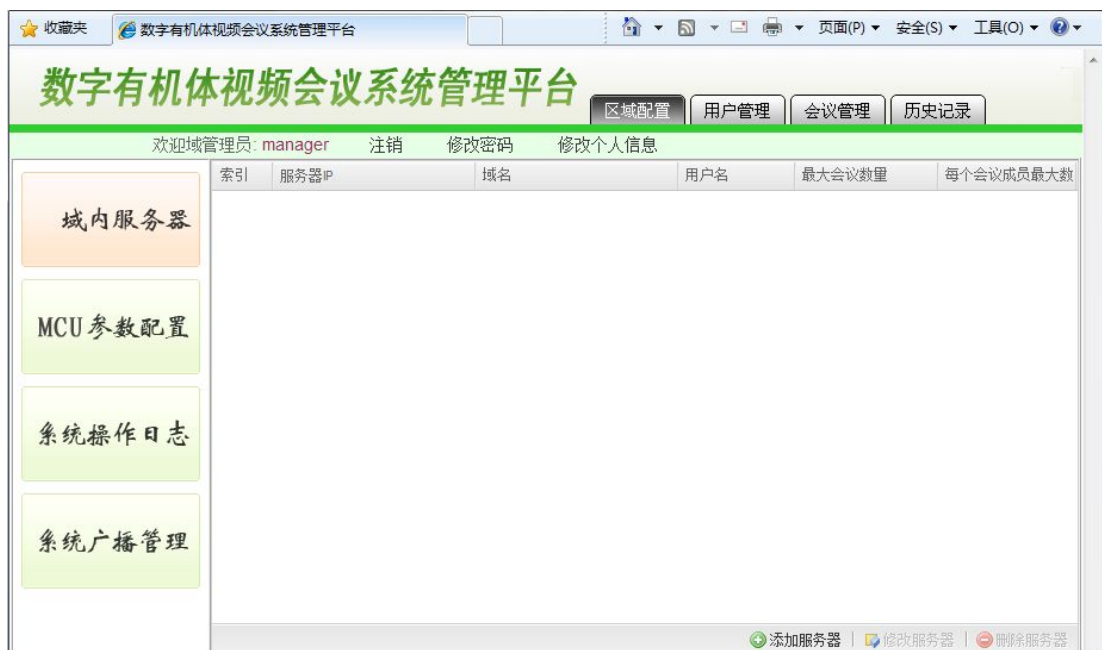 收藏夹 数字有机体视频会议系统管理平台 页面(P) 安全(S) 工具(O)
数字有机体视频会议系统管理平台
区域配置 用户管理 会议管理 历史记录
欢迎域管理员: manager 注销 修改密码 修改个人信息
索引 服务器IP 域名 用户名 最大会议数量 每个会议成员最大数
域内服务器
MCU参数配置
系统操作日志
系统广播管理
添加服务器 修改服务器 删除服务器